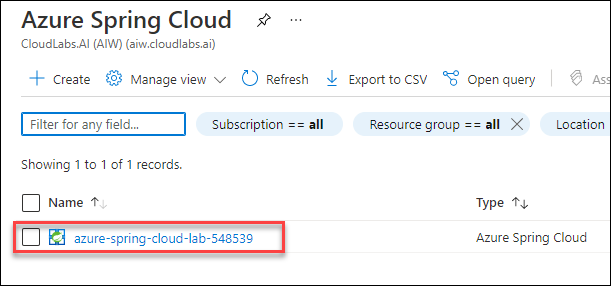 Azure Spring Cloud
CloudLabs.AI (AIW) (aiw.cloudlabs.ai)
Create Manage view Refresh Export to CSV Open query Ass
Filter for any field... Subscription == all Resource group == all Location
Showing 1 to 1 of 1 records.
Name Type
azure-spring-cloud-lab-548539 Azure Spring Cloud